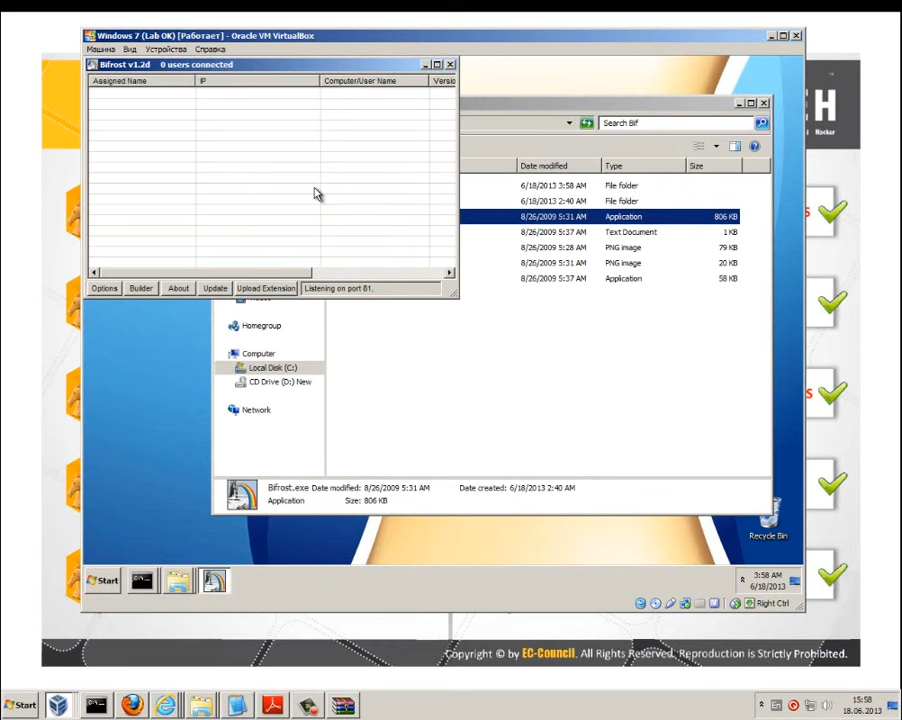 Windows 7 (Lab OK) [Работает] - Oracle VM VirtualBox
Машина Вид Устройства Справка
Bifrost v1.2d 0 users connected
Assigned Name IP Computer/User Name Versio
Search Bif
H
Date modified Type Size
6/18/2013 3:58 AM File folder
6/18/2013 2:40 AM File folder
8/26/2009 5:31 AM Application 806 KB
8/26/2009 5:37 AM Text Document 1 KB
8/26/2009 5:28 AM PNG image 79 KB
8/26/2009 5:31 AM PNG image 20 KB
8/26/2009 5:37 AM Application 58 KB
Options Builder About Update Upload Extension Listening on port 81,
Homegroup
Computer
Local Disk (C:)
CD Drive (D:) New
Network
Bifrost.exe Date modified: 8/26/2009 5:31 AM Date created: 6/18/2013 2:40 AM
Application Size: 806 KB
Recycle Bin
Start
3:58 AM
6/18/2013
Right Ctrl
Copyright © by EC-Council. All Rights Reserved. Reproduction is Strictly Prohibited.
Start
15:58
18.06.2013